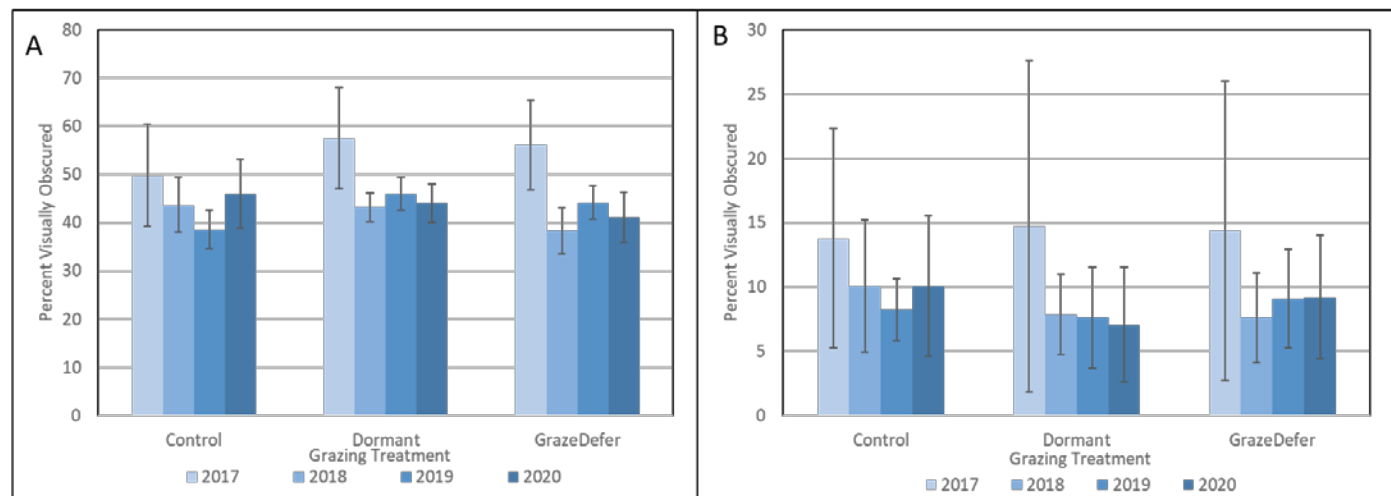 A
Percent Visually Obscured
80
70
60
50
40
30
20
10
0
Control Dormant GrazeDefer
Grazing Treatment
2017 2018 2019 2020
B
Percent Visually Obscured
30
25
20
15
10
5
0
Control Dormant GrazeDefer
Grazing Treatment
2017 2018 2019 2020